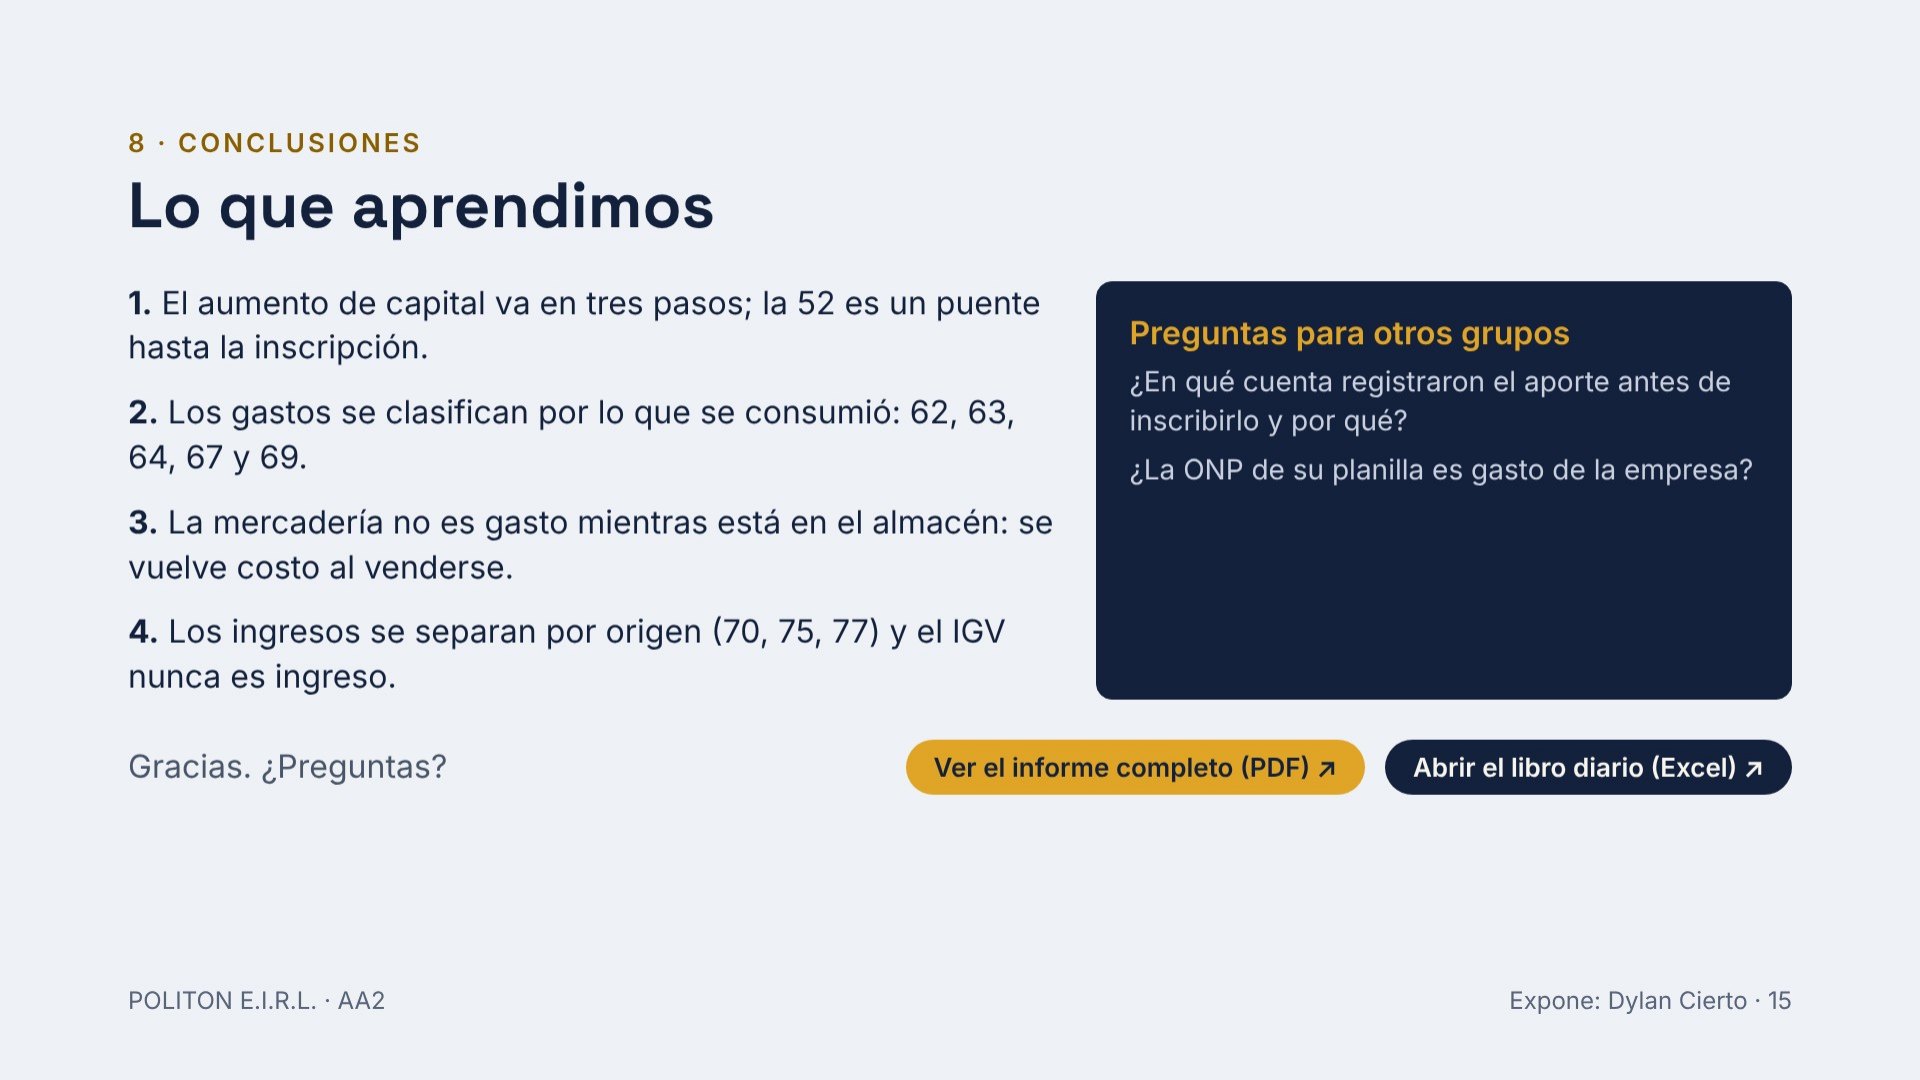 8 · CONCLUSIONES
Lo que aprendimos
1. El aumento de capital va en tres pasos; la 52 es un puente
hasta la inscripción.
2. Los gastos se clasifican por lo que se consumió: 62, 63,
64, 67 y 69.
3. La mercadería no es gasto mientras está en el almacén: se
vuelve costo al venderse.
4. Los ingresos se separan por origen (70, 75, 77) y el IGV
nunca es ingreso.
Preguntas para otros grupos
¿En qué cuenta registraron el aporte antes de
inscribirlo y por qué?
¿La ONP de su planilla es gasto de la empresa?
Gracias. ¿Preguntas?
Ver el informe completo (PDF) ↗
Abrir el libro diario (Excel) ↗
POLITON E.I.R.L. · AA2
Expone: Dylan Cierto · 15